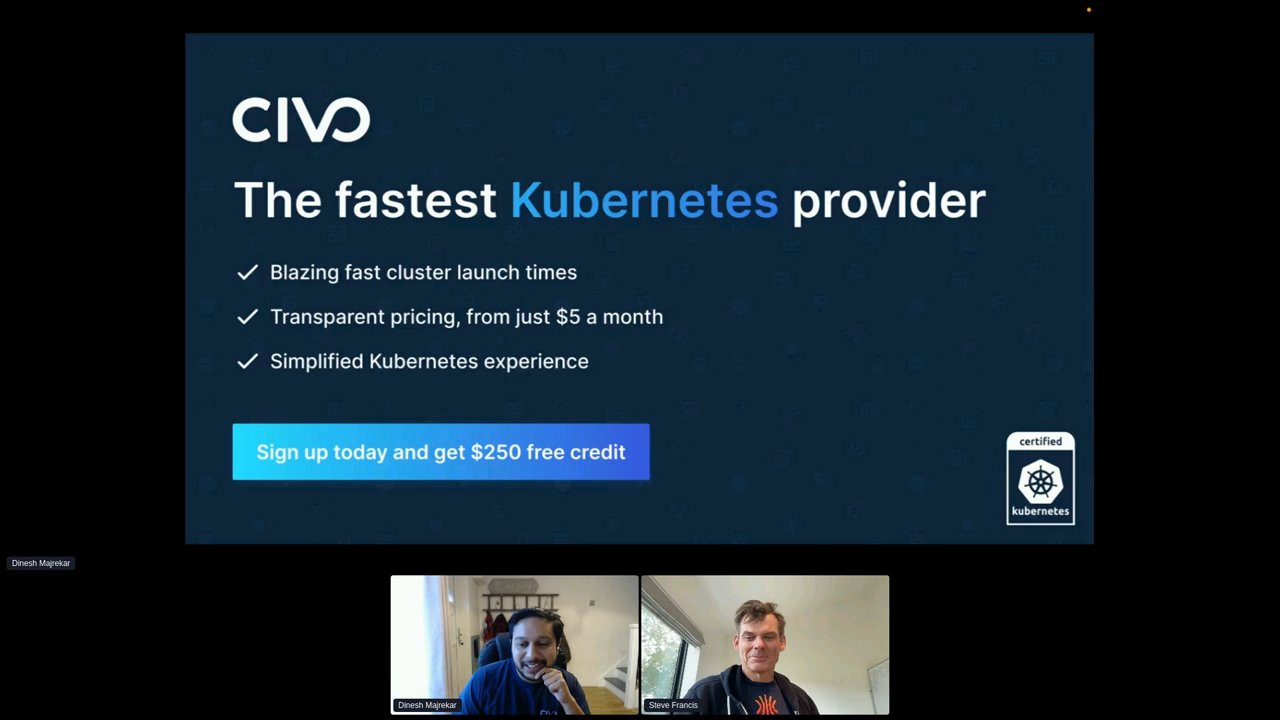 CIVO
The fastest Kubernetes provider
Blazing fast cluster launch times
Transparent pricing, from just $5 a month
Simplified Kubernetes experience
Sign up today and get $250 free credit
certified
kubernetes
Dinesh Majrekar
CIVO
Dinesh Majrekar
Steve Francis